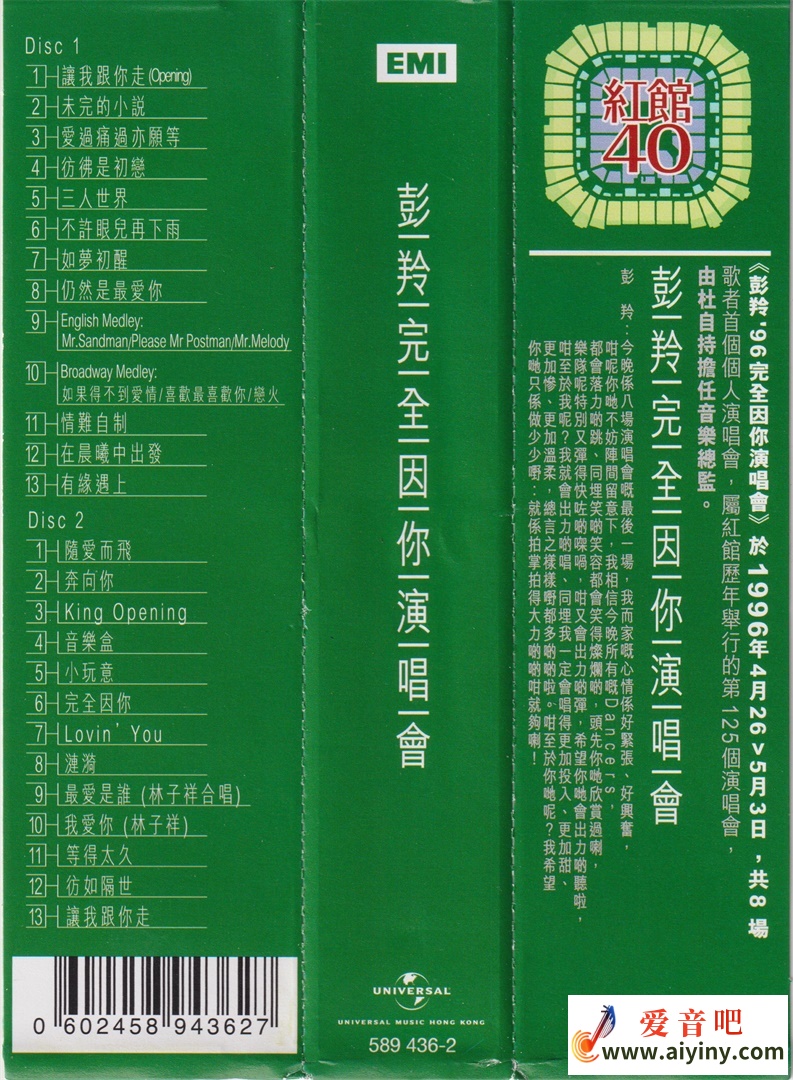 Disc 1
1 讓我跟你走 (Opening)
2 未完的小説
3 愛過痛過亦願等
4 彷彿是初戀
5 三人世界
6 不許眼兒再下雨
7 如夢初醒
8 仍然是最愛你
9 English Medley:
Mr.Sandman/Please Mr Postman/Mr.Melody
10 Broadway Medley:
如果得不到愛情/喜歡最喜歡你/戀火
11 情難自制
12 在晨曦中出發
13 有緣遇上
Disc 2
1 隨愛而飛
2 奔向你
3 King Opening
4 音樂盒
5 小玩意
6 完全因你
7 Lovin' You
8 漣漪
9 最愛是誰 (林子祥合唱)
10 我愛你 (林子祥)
11 等得太久
12 彷如隔世
13 讓我跟你走
0 602458 943627
EMI
彭羚完全因你演唱會
UNIVERSAL
UNIVERSAL MUSIC HONG KONG
589 436-2
紅館
40
《彭羚'96完全因你演唱會》於1996年4月26>5月3日，共8場
歌者首個個人演唱會，屬紅館歷年舉行的第125個演唱會，
由杜自持擔任音樂總監。
彭羚完全因你演唱會
彭 羚：今晚係八場演唱會嘅最後一場，我而家嘅心情係好緊張、好興奮，
咁呢你哋不妨陣間留意下，我相信今晚所有嘅Dancers，
都會落力啲跳、同埋笑啲笑容都會笑得燦爛啲，頭先你哋欣賞過喇，
樂隊呢特別又彈得快咗啲㗎喎，咁又會出力啲彈，希望你哋會出力啲聽啦，
咁至於我呢？我就會出力啲唱、同埋我一定會唱得更加投入、更加甜、
更加慘、更加溫柔，總言之樣樣嘢都多啲啲啦。咁至於你哋呢？我希望
你哋只係做少少嘢：就係拍掌拍得大力啲啲咁就夠喇！
爱音吧
www.aiyiny.com